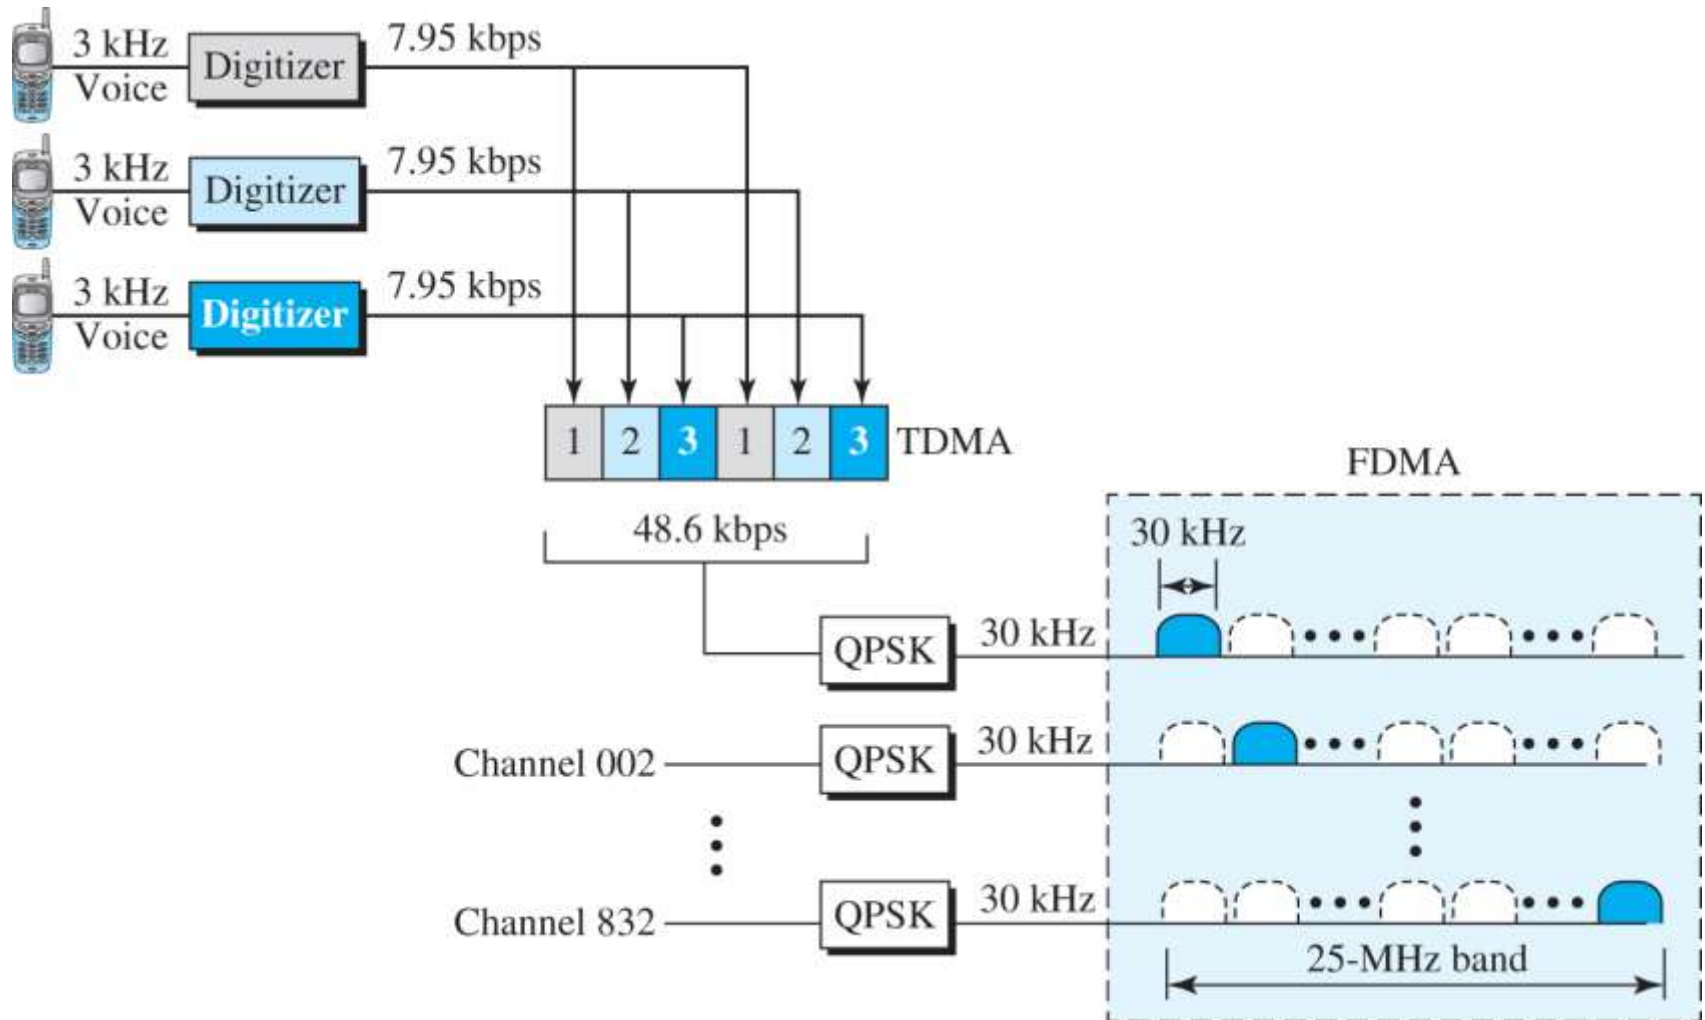 3 kHz
Voice
Digitizer
7.95 kbps
3 kHz
Voice
Digitizer
7.95 kbps
3 kHz
Voice
Digitizer
7.95 kbps
1 2 3 1 2 3 TDMA
48.6 kbps
FDMA
30 kHz
QPSK 30 kHz
Channel 002 QPSK 30 kHz
Channel 832 QPSK 30 kHz
25-MHz band